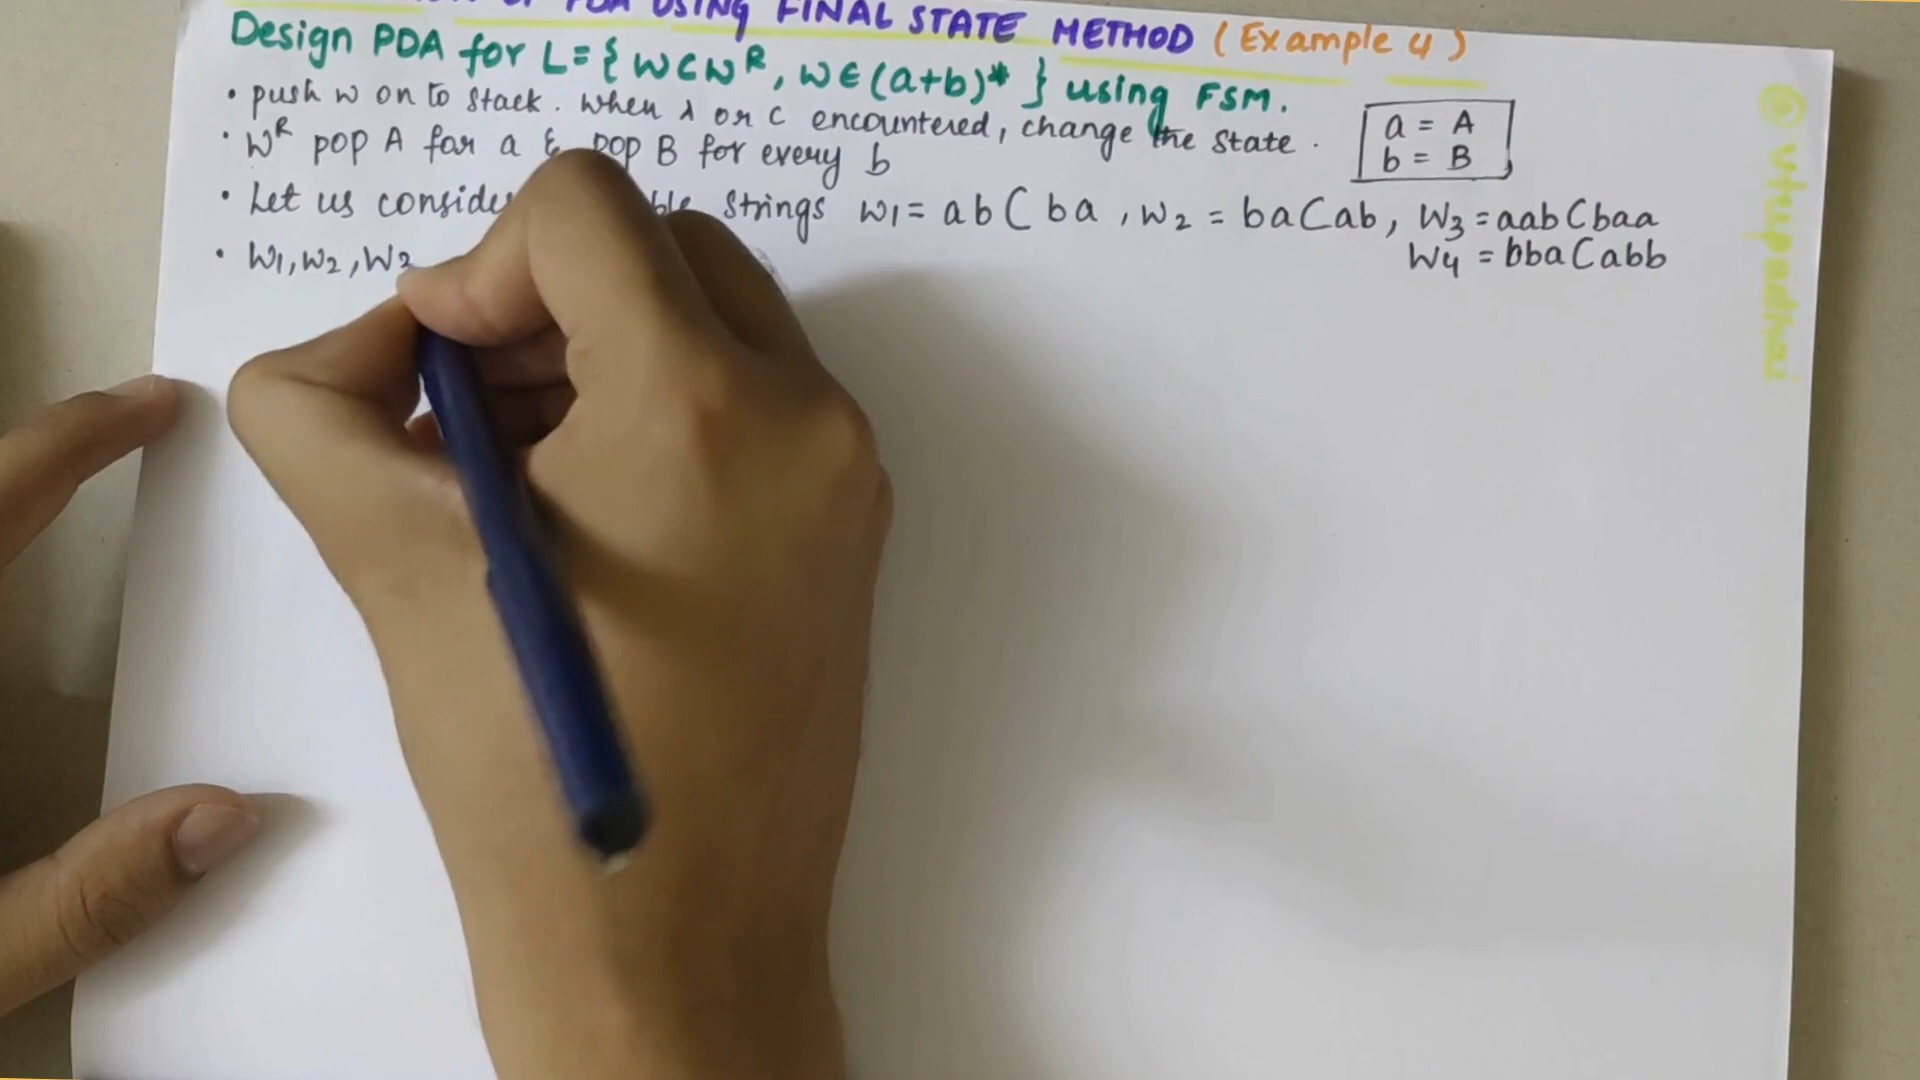 USING FINAL STATE METHOD (Example 4)
Design PDA for L={ wcw^R, w∈(a+b)* } using FSM.
• push w on to stack. when λ or c encountered, change the state.
• w^R pop A for a & pop B for every b
a = A
b = B
• Let us strings w1 = abCba, w2 = baCab, w3 = aabCbaa
w4 = bbaCabb
• w1, w2, w3
@vtupadhai